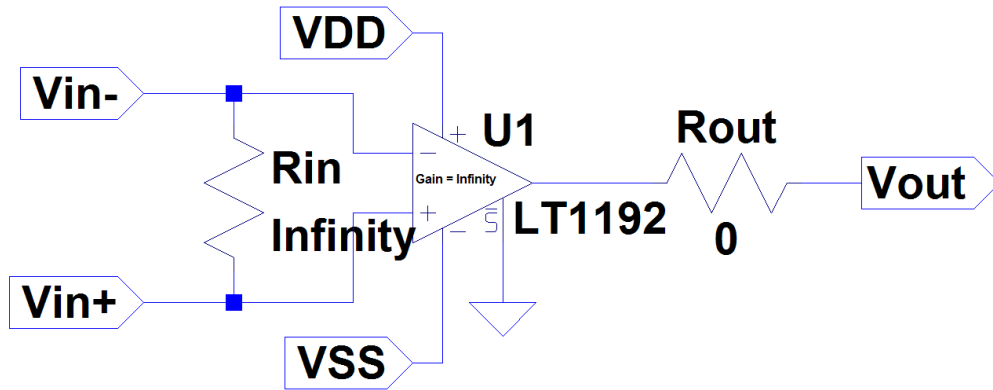 VDD
Vin-
U1
Rout
Rin
Gain = Infinity
Vout
Infinity
LT1192
0
Vin+
VSS